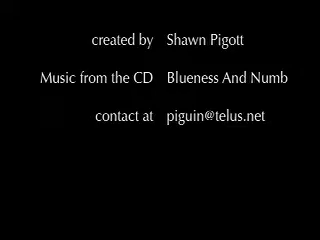 created by Shawn Pigott
Music from the CD Blueness And Numb
contact at piguin@telus.net